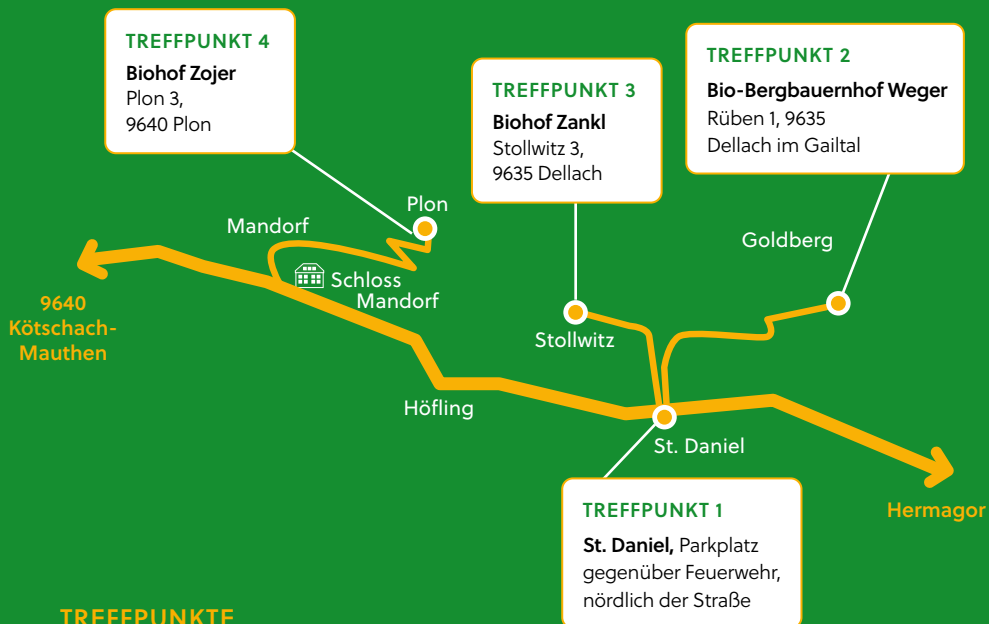 TREFFPUNKT 4
Biohof Zojer
Plon 3,
9640 Plon
TREFFPUNKT 3
Biohof Zankl
Stollwitz 3,
9635 Dellach
TREFFPUNKT 2
Bio-Bergbauernhof Weger
Rüben 1, 9635
Dellach im Gailtal
Plon
Mandorf
Goldberg
Schloss
Mandorf
9640
Kötschach-
Mauthen
Stollwitz
Höfling
St. Daniel
Hermagor
TREFFPUNKT 1
St. Daniel, Parkplatz
gegenüber Feuerwehr,
nördlich der Straße
TREFFPUNKTE